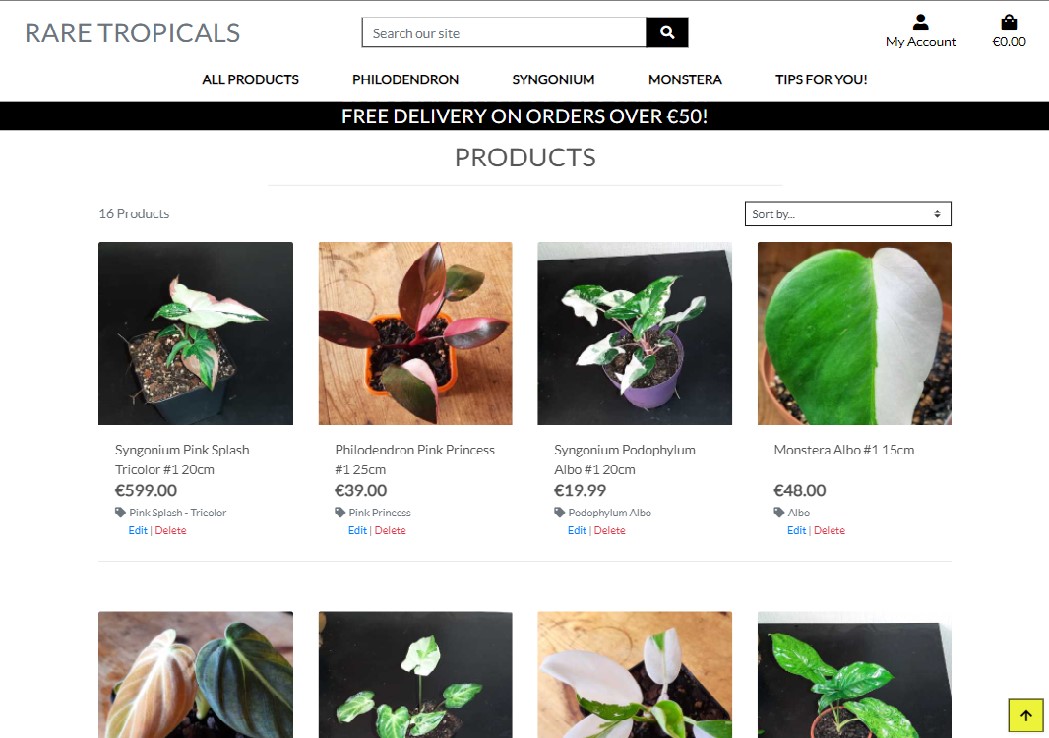 RARE TROPICALS
Search our site
My Account
€0.00
ALL PRODUCTS PHILODENDRON SYNGONIUM MONSTERA TIPS FOR YOU!
FREE DELIVERY ON ORDERS OVER €50!
PRODUCTS
16 Products
Sort by...
Syngonium Pink Splash
Tricolor #1 20cm
€599.00
Pink Splash - Tricolor
Edit | Delete
Philodendron Pink Princess
#1 25cm
€39.00
Pink Princess
Edit | Delete
Syngonium Podophylum
Albo #1 20cm
€19.99
Podophylum Albo
Edit | Delete
Monstera Albo #1 15cm
€48.00
Albo
Edit | Delete